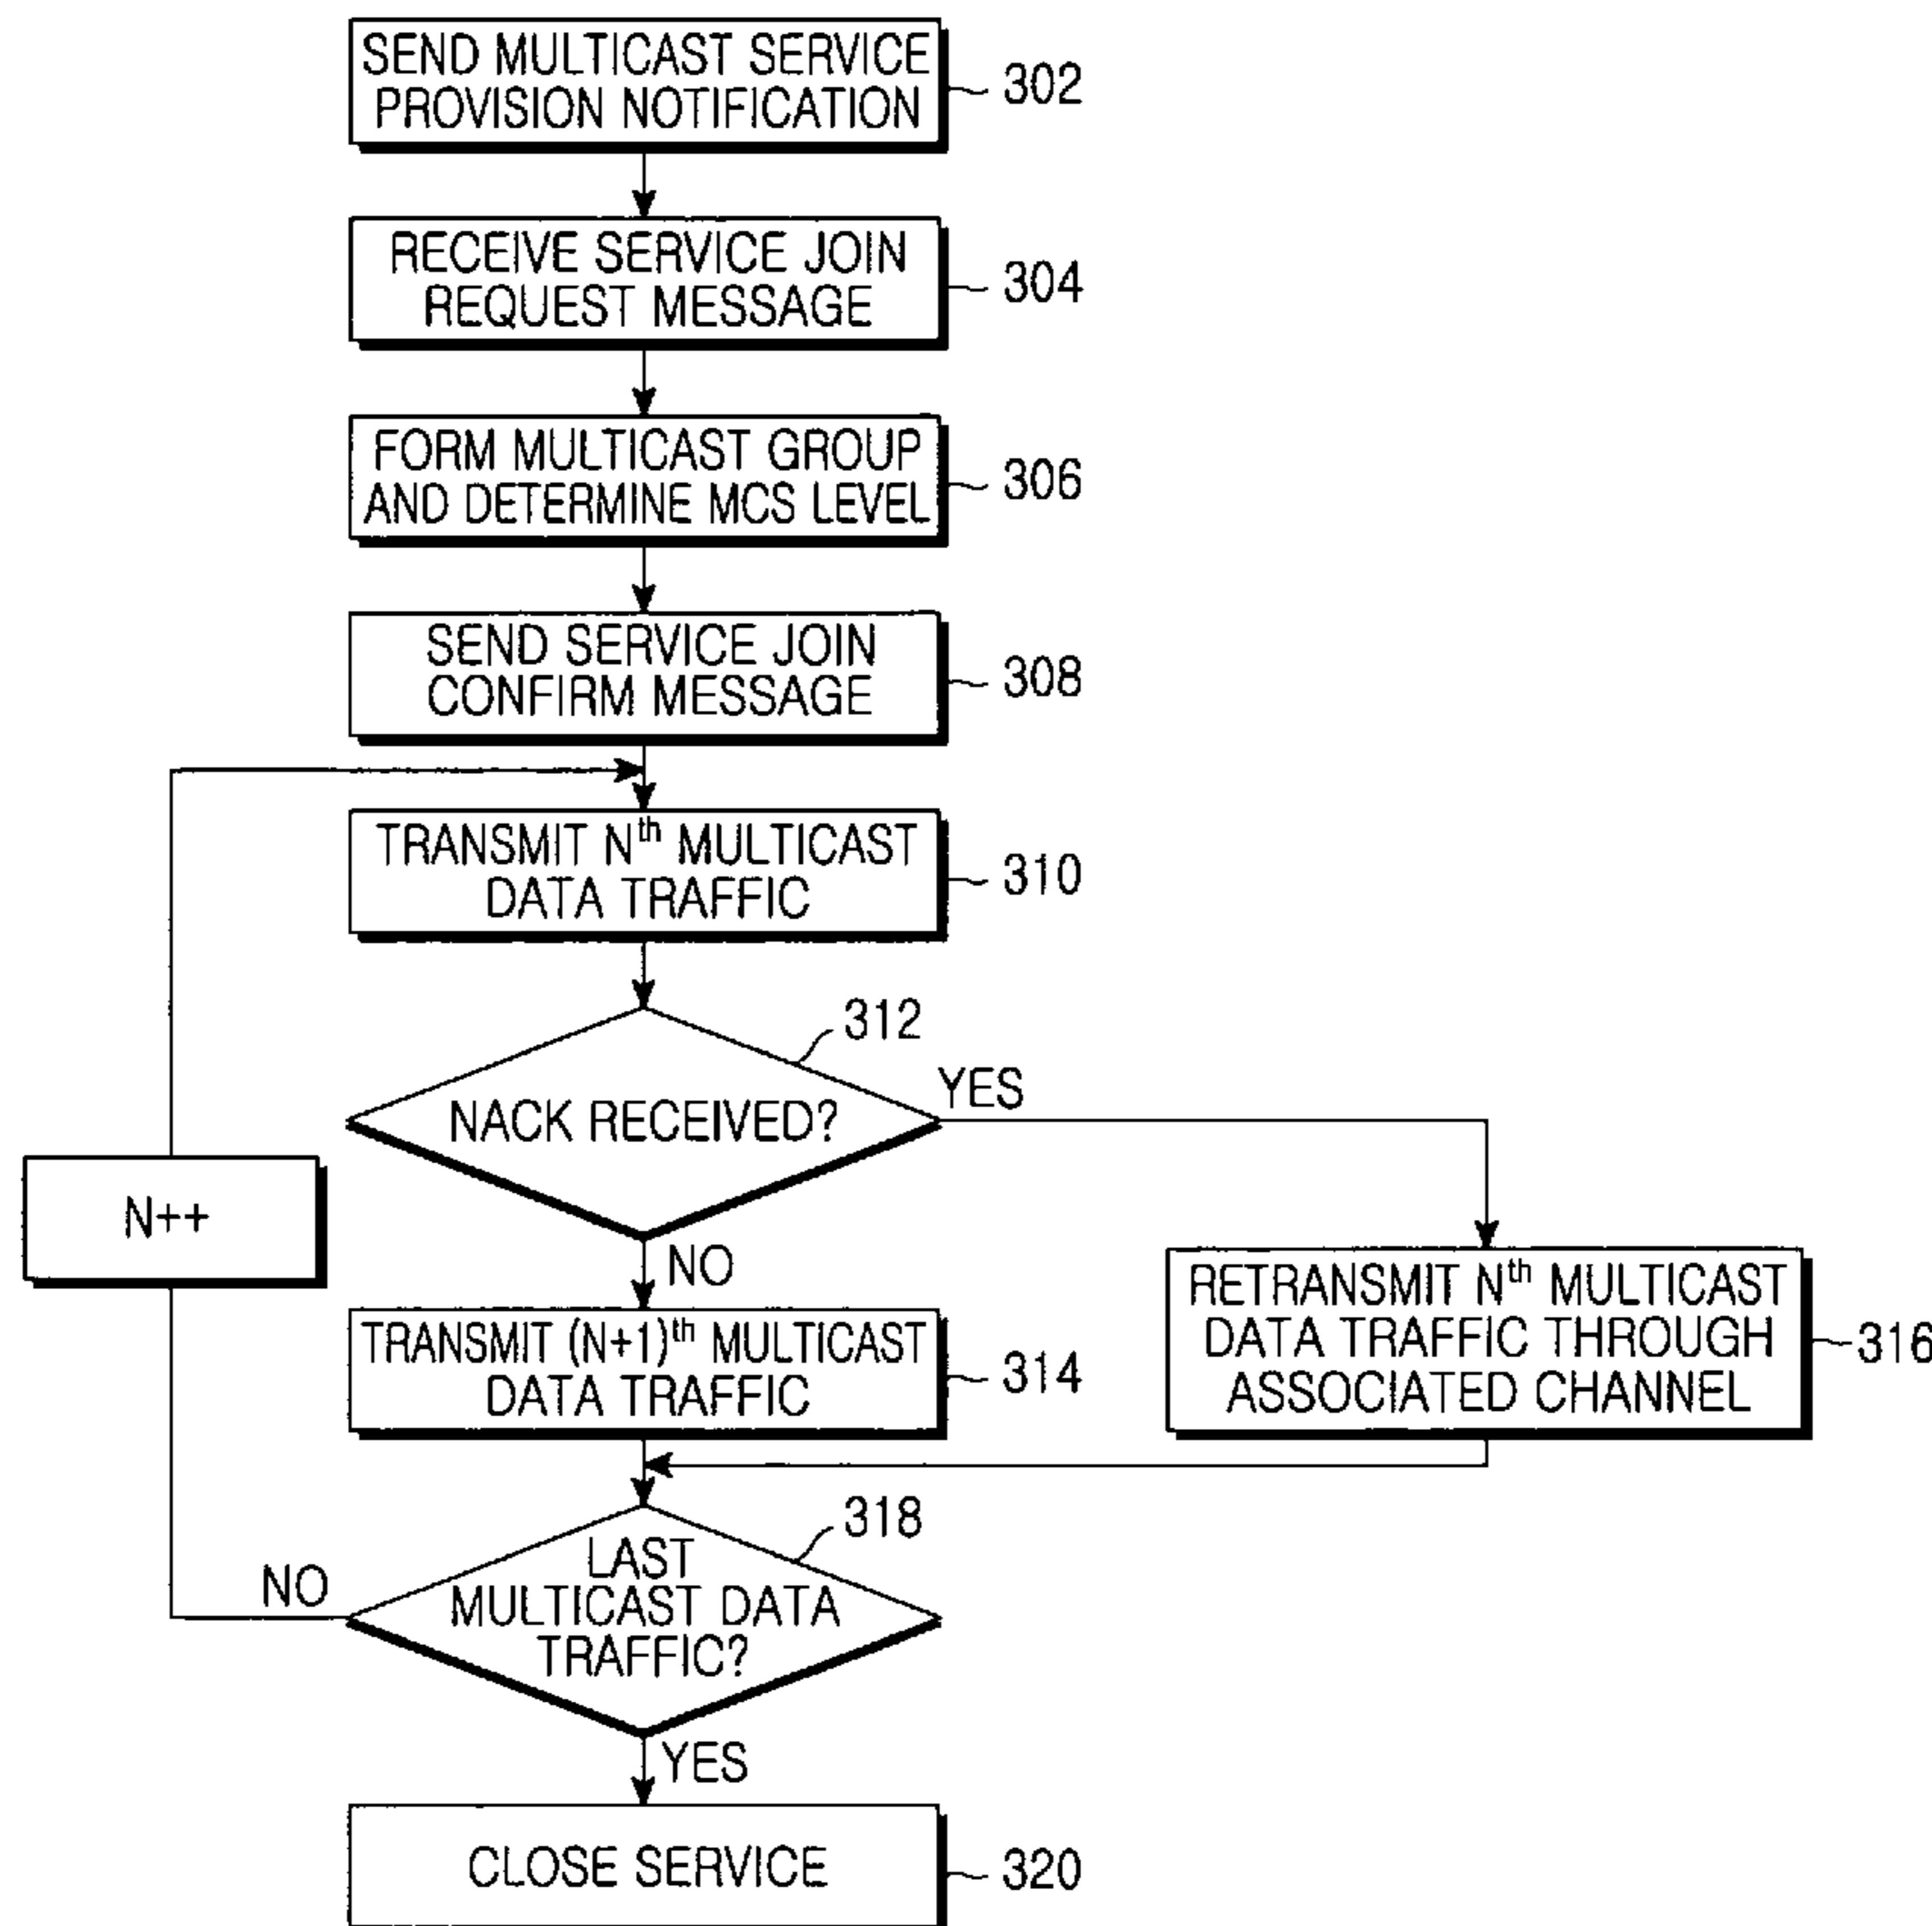 SEND MULTICAST SERVICE
PROVISION NOTIFICATION
302
RECEIVE SERVICE JOIN
REQUEST MESSAGE
304
FORM MULTICAST GROUP
AND DETERMINE MCS LEVEL
306
SEND SERVICE JOIN
CONFIRM MESSAGE
308
TRANSMIT Nth MULTICAST
DATA TRAFFIC
310
312
NACK RECEIVED?
YES
N++
NO
TRANSMIT (N+1)th MULTICAST
DATA TRAFFIC
314
RETRANSMIT Nth MULTICAST
DATA TRAFFIC THROUGH
ASSOCIATED CHANNEL
316
318
LAST
MULTICAST DATA
TRAFFIC?
NO
YES
CLOSE SERVICE
320